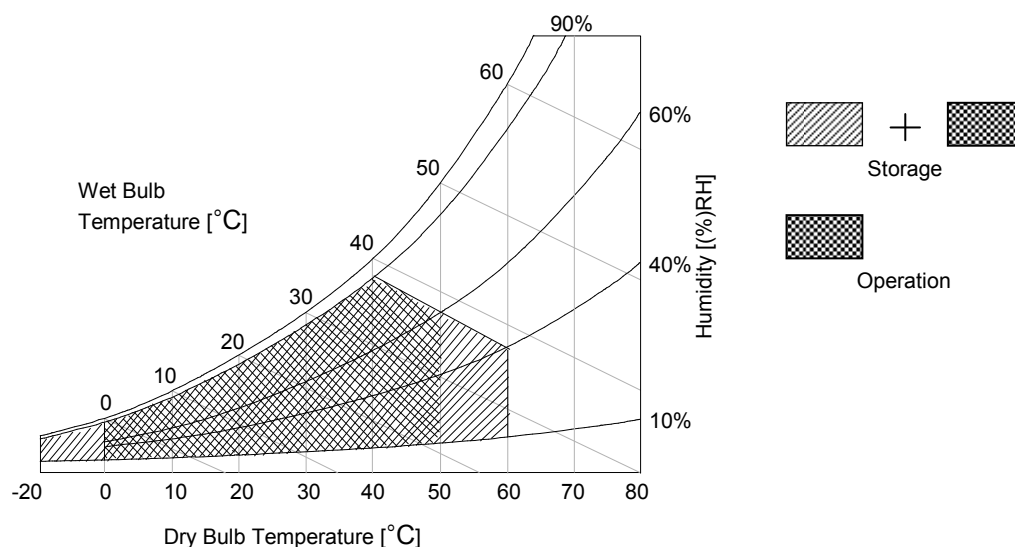 90%
60
60%
50
Wet Bulb
Temperature [°C]
Humidity [(%)RH]
+
Storage
40
40%
30
Operation
20
10
0
10%
-20 0 10 20 30 40 50 60 70 80
Dry Bulb Temperature [°C]